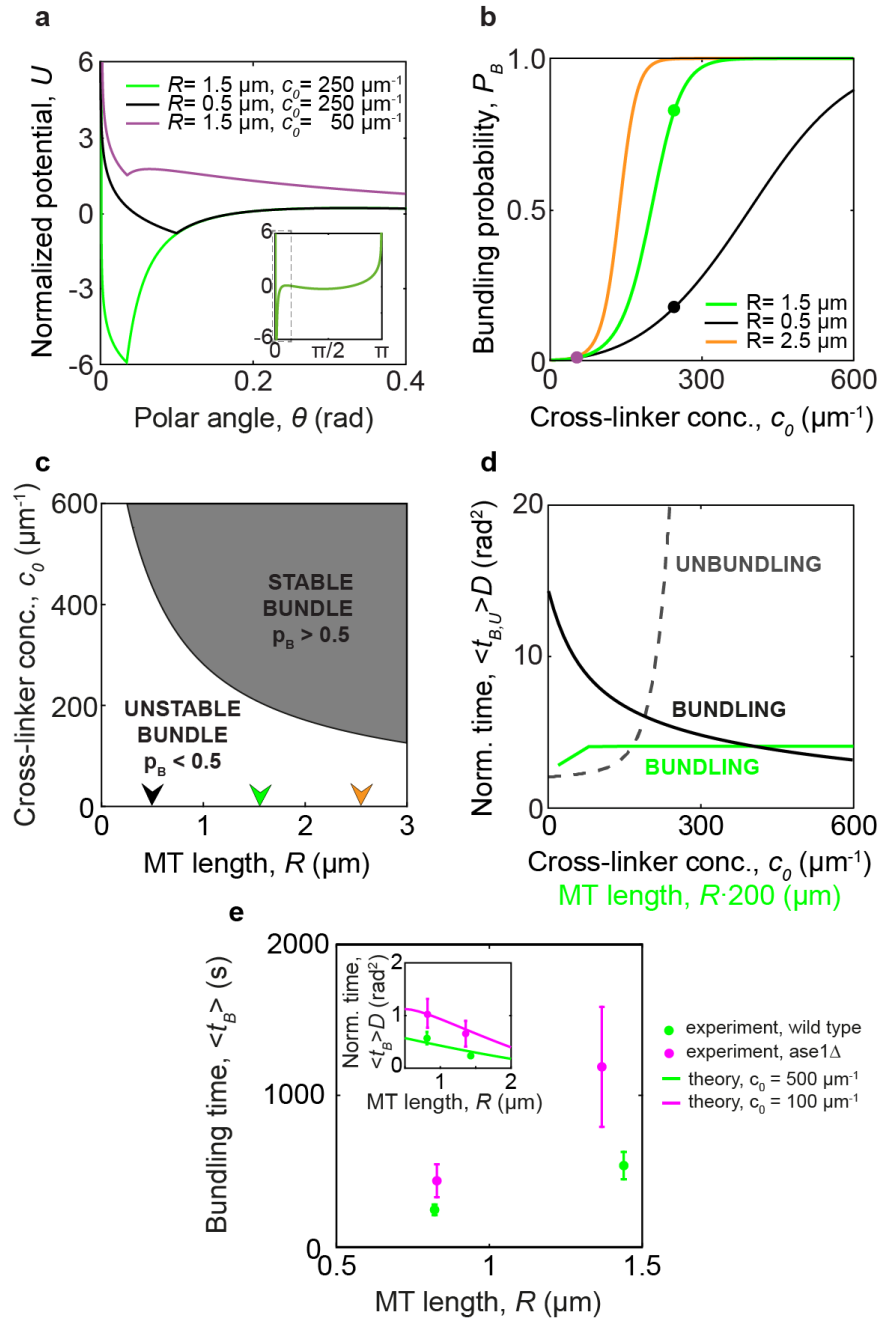 a
Normalized potential, U
6
3
0
-3
-6
R= 1.5 µm, c₀= 250 µm⁻¹
R= 0.5 µm, c₀= 250 µm⁻¹
R= 1.5 µm, c₀= 50 µm⁻¹
6
0
-6
0
π/2
π
0
0.2
0.4
Polar angle, θ (rad)
b
Bundling probability, P_B
1.0
0.5
0
R= 1.5 µm
R= 0.5 µm
R= 2.5 µm
0
300
600
Cross-linker conc., c₀ (µm⁻¹)
c
Cross-linker conc., c₀ (µm⁻¹)
600
400
200
0
STABLE
BUNDLE
p_B > 0.5
UNSTABLE
BUNDLE
p_B < 0.5
0
1
2
3
MT length, R (µm)
d
Norm. time, <t_B,U>D (rad²)
20
10
0
UNBUNDLING
BUNDLING
BUNDLING
0
300
600
Cross-linker conc., c₀ (µm⁻¹)
MT length, R·200 (µm)
e
Bundling time, <t_B> (s)
2000
1000
0
Norm. time,
<t_B>D (rad²)
2
1
0
1
2
MT length, R (µm)
experiment, wild type
experiment, ase1Δ
theory, c₀ = 500 µm⁻¹
theory, c₀ = 100 µm⁻¹
0.5
1
1.5
MT length, R (µm)